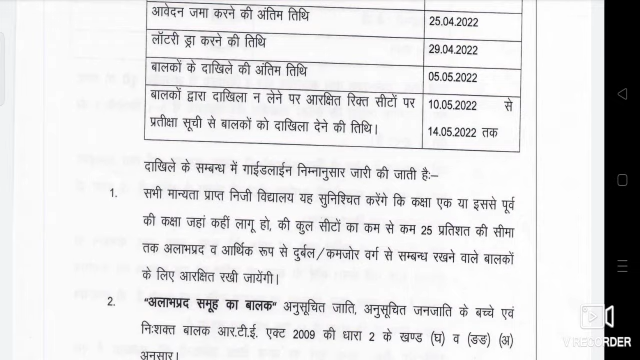 आवेदन जमा करने की अंतिम तिथि 25.04.2022
लॉटरी ड्रा करने की तिथि 29.04.2022
बालकों के दाखिले की अंतिम तिथि 05.05.2022
बालकों द्वारा दाखिला न लेने पर आरक्षित रिक्त सीटों पर 10.05.2022 से
प्रतीक्षा सूची से बालकों को दाखिला देने की तिथि। 14.05.2022 तक
दाखिले के सम्बन्ध में गाईडलाईन निम्नानुसार जारी की जाती हैः–
1. सभी मान्यता प्राप्त निजी विद्यालय यह सुनिश्चित करेंगे कि कक्षा एक या इससे पूर्व
की कक्षा जहां कहीं लागू हो, की कुल सीटों का कम से कम 25 प्रतिशत की सीमा
तक अलाभप्रद व आर्थिक रूप से दुर्बल/कमजोर वर्ग से सम्बन्ध रखने वाले बालकों
के लिए आरक्षित रखी जायेंगी।
2. "अलाभप्रद समूह का बालक" अनुसूचित जाति, अनुसूचित जनजाति के बच्चे एवं
निःशक्त बालक आर.टी.ई. एक्ट 2009 की धारा 2 के खण्ड (घ) व (ङङ) (अ)
अनुसार।
V RECORDER